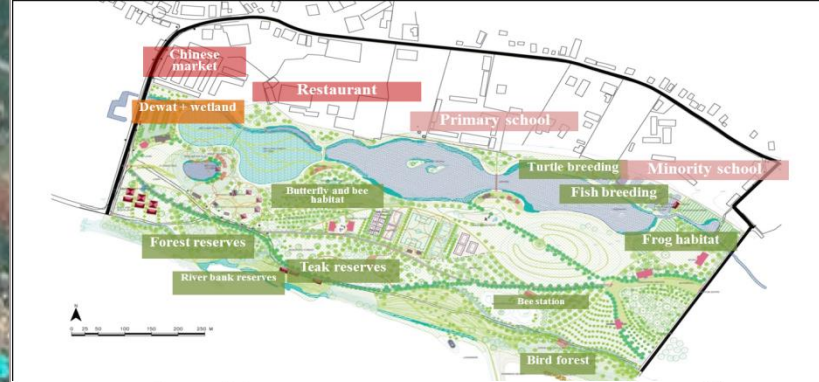 Chinese
market
Restaurant
Dewat + wetland
Primary school
Turtle breeding
Minority school
Butterfly and bee
habitat
Fish breeding
Forest reserves
Frog habitat
Teak reserves
River bank reserves
Bee station
Bird forest
N
0 25 50 100 150 200 250 M